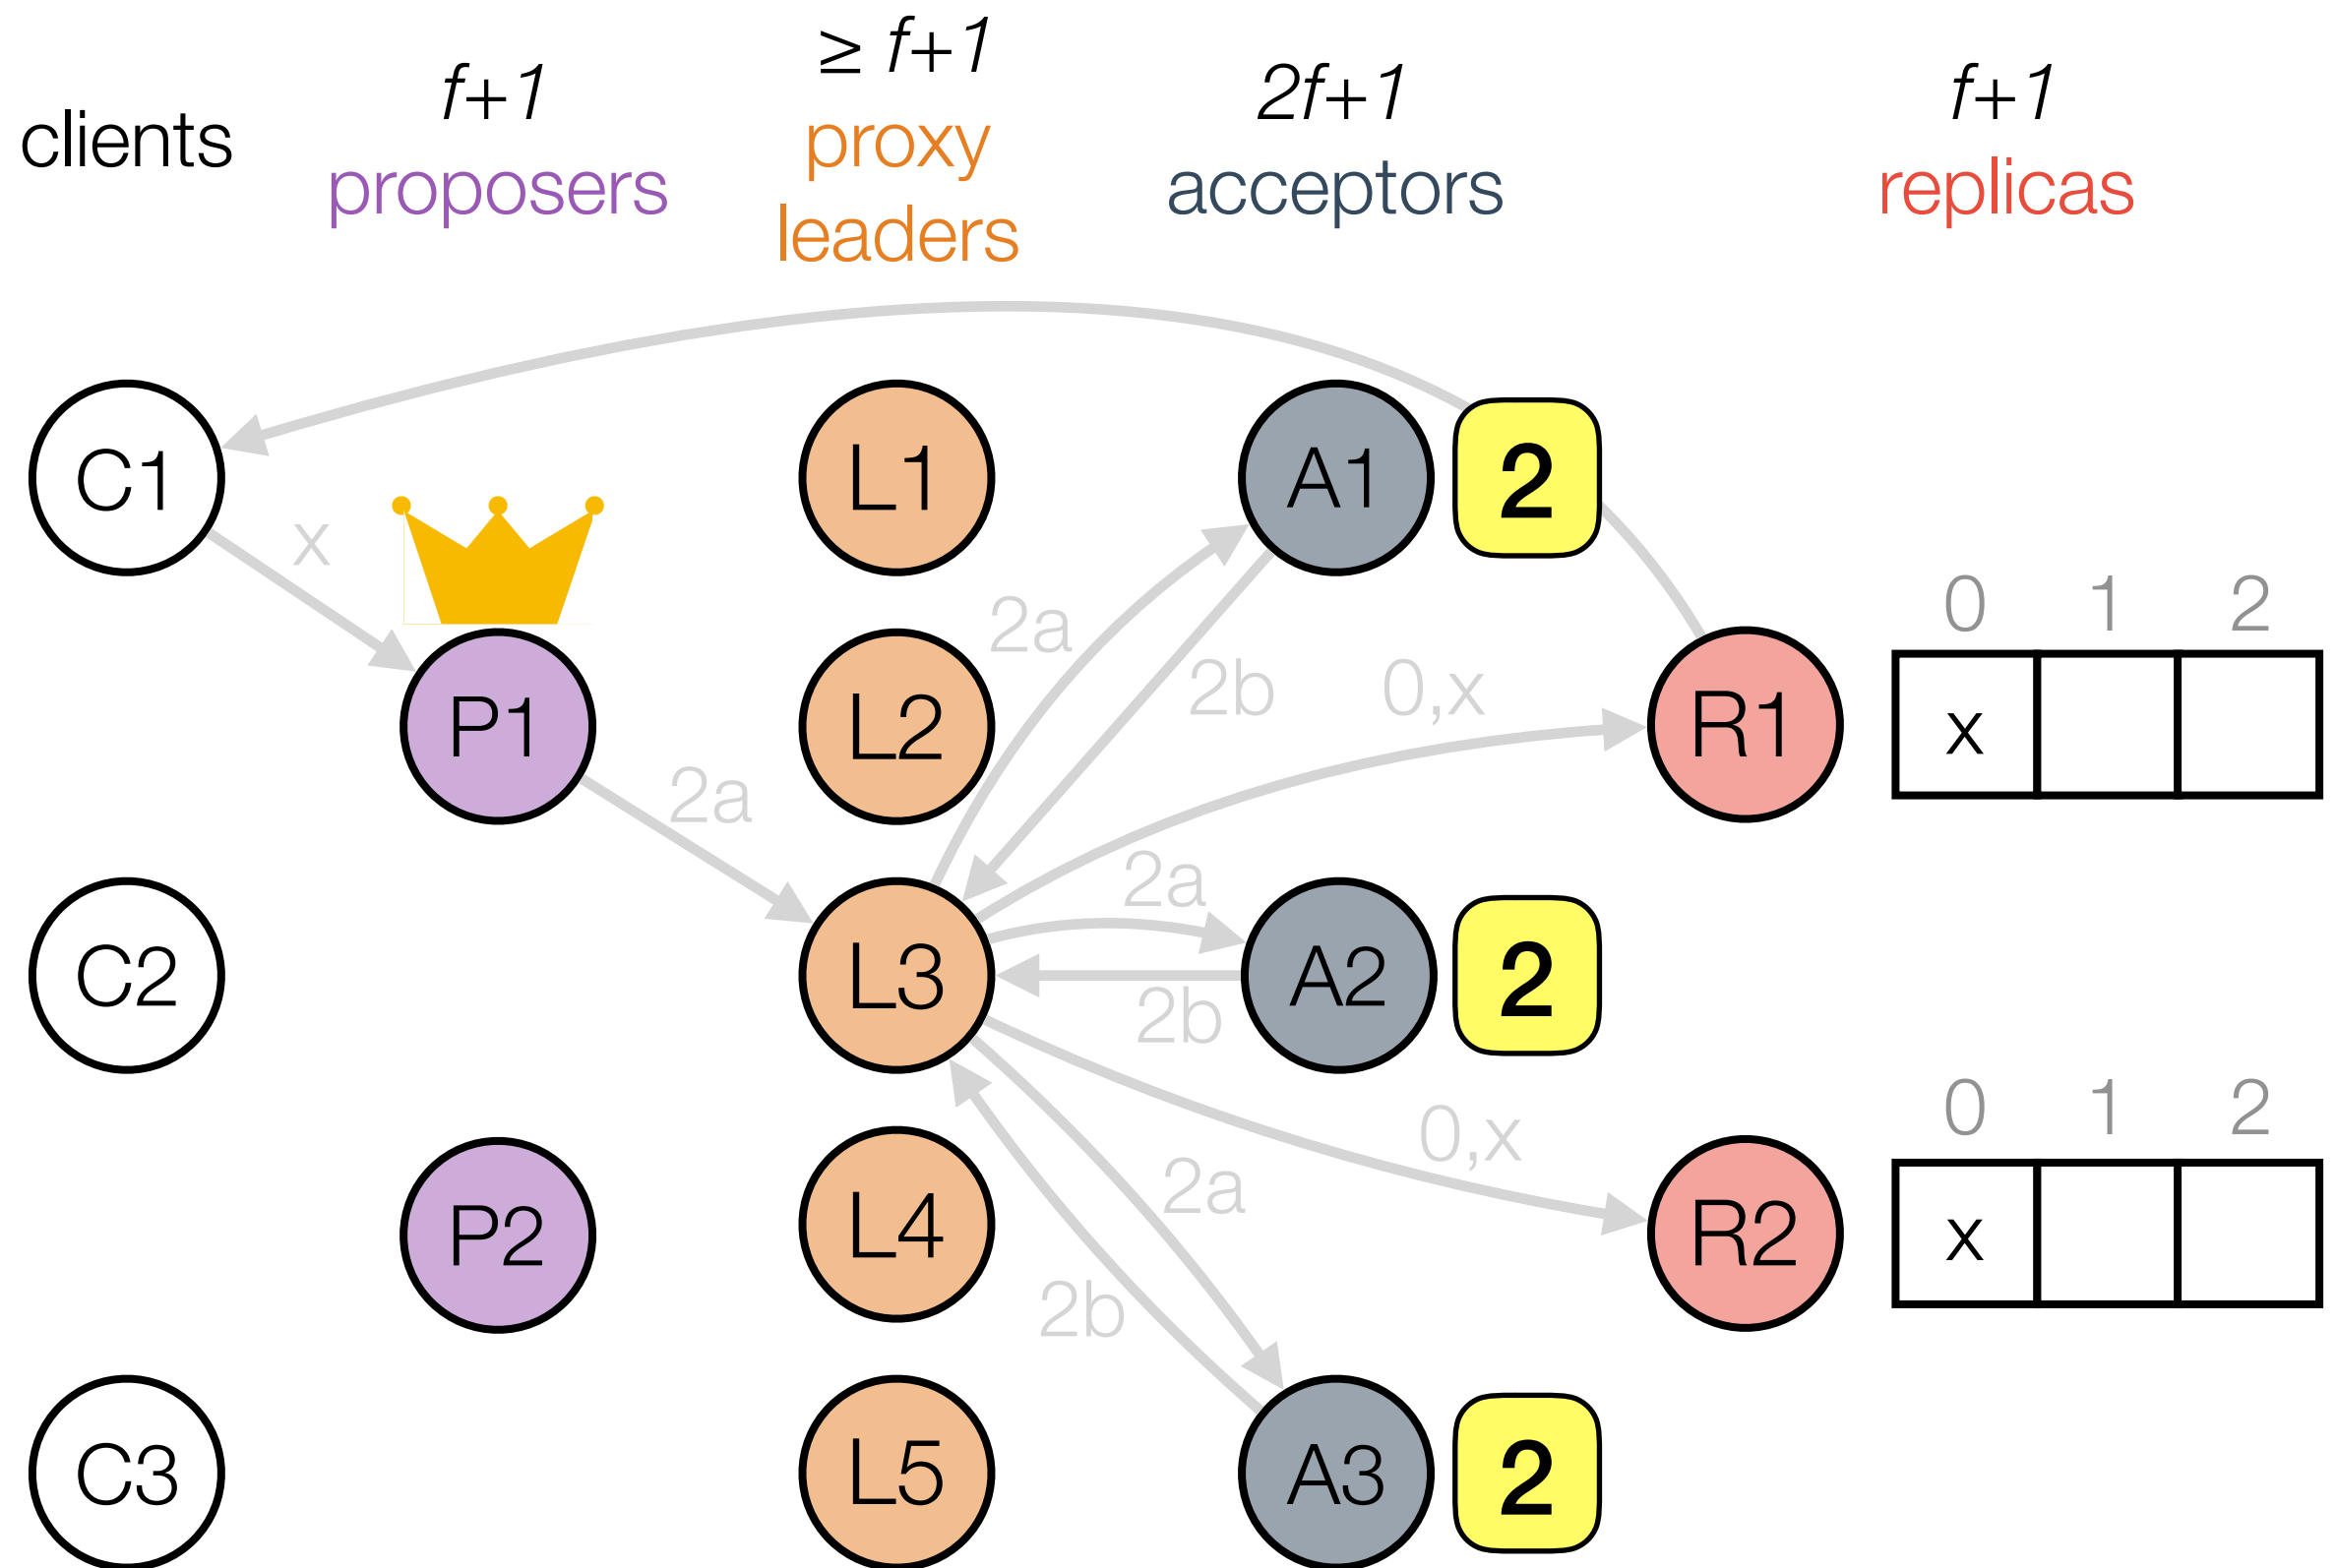 ≥ f+1
f+1
2f+1
f+1
clients
proxy
proposers
acceptors
replicas
leaders
C1
L1
A1
2
x
2a
0
1
2
2b
0,x
P1
L2
R1
x
2a
2a
C2
L3
A2
2
2b
0,x
0
1
2
2a
P2
L4
R2
x
2b
C3
L5
A3
2